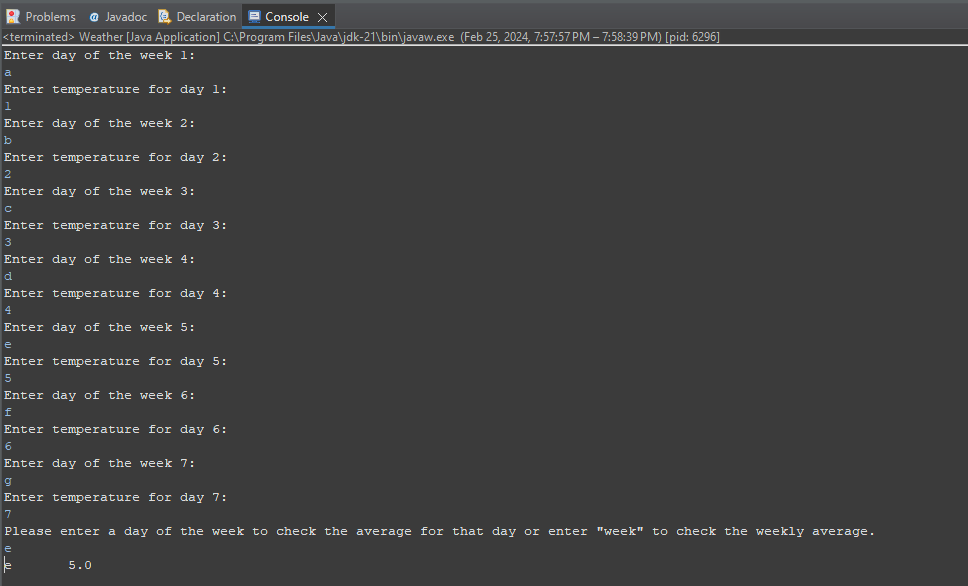 Problems Javadoc Declaration Console
<terminated> Weather [Java Application] C:\Program Files\Java\jdk-21\bin\javaw.exe (Feb 25, 2024, 7:57:57 PM – 7:58:39 PM) [pid: 6296]
Enter day of the week 1:
a
Enter temperature for day 1:
1
Enter day of the week 2:
b
Enter temperature for day 2:
2
Enter day of the week 3:
c
Enter temperature for day 3:
3
Enter day of the week 4:
d
Enter temperature for day 4:
4
Enter day of the week 5:
e
Enter temperature for day 5:
5
Enter day of the week 6:
f
Enter temperature for day 6:
6
Enter day of the week 7:
g
Enter temperature for day 7:
7
Please enter a day of the week to check the average for that day or enter "week" to check the weekly average.
e
e 5.0